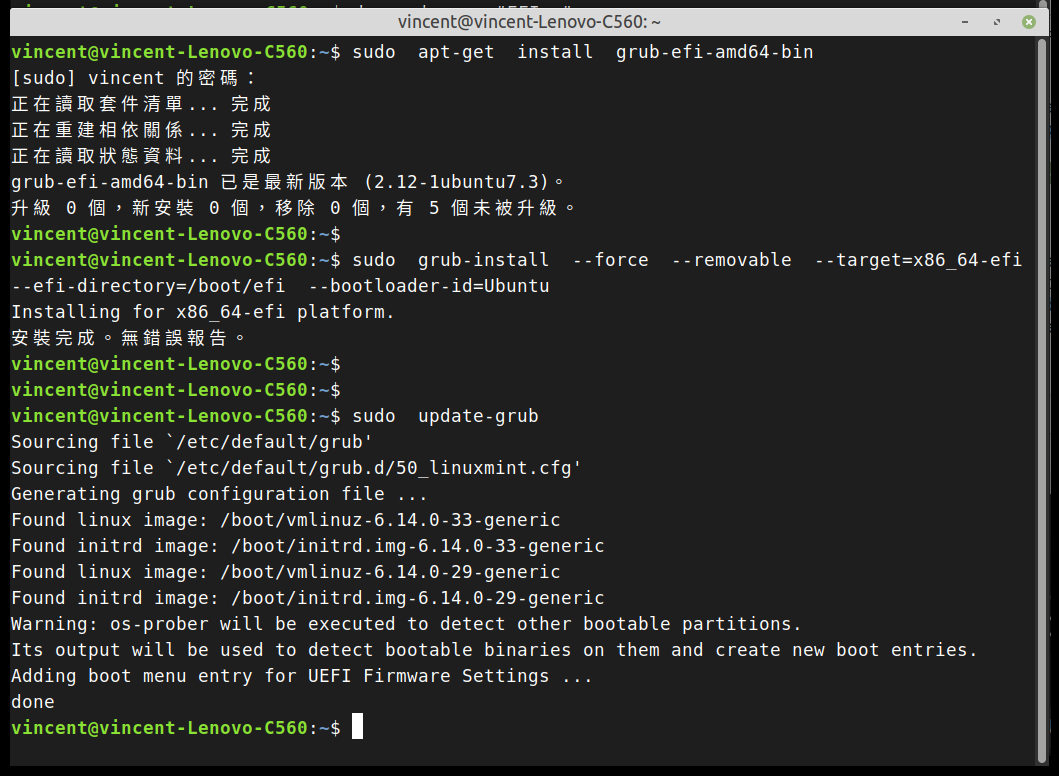 vincent@vincent-Lenovo-C560: ~
vincent@vincent-Lenovo-C560:~$ sudo  apt-get  install  grub-efi-amd64-bin
[sudo] vincent 的密碼：
正在讀取套件清單... 完成
正在重建相依關係... 完成
正在讀取狀態資料... 完成
grub-efi-amd64-bin 已是最新版本 (2.12-1ubuntu7.3)。
升級 0 個，新安裝 0 個，移除 0 個，有 5 個未被升級。
vincent@vincent-Lenovo-C560:~$
vincent@vincent-Lenovo-C560:~$ sudo  grub-install  --force  --removable  --target=x86_64-efi
--efi-directory=/boot/efi  --bootloader-id=Ubuntu
Installing for x86_64-efi platform.
安裝完成。無錯誤報告。
vincent@vincent-Lenovo-C560:~$
vincent@vincent-Lenovo-C560:~$
vincent@vincent-Lenovo-C560:~$ sudo  update-grub
Sourcing file `/etc/default/grub'
Sourcing file `/etc/default/grub.d/50_linuxmint.cfg'
Generating grub configuration file ...
Found linux image: /boot/vmlinuz-6.14.0-33-generic
Found initrd image: /boot/initrd.img-6.14.0-33-generic
Found linux image: /boot/vmlinuz-6.14.0-29-generic
Found initrd image: /boot/initrd.img-6.14.0-29-generic
Warning: os-prober will be executed to detect other bootable partitions.
Its output will be used to detect bootable binaries on them and create new boot entries.
Adding boot menu entry for UEFI Firmware Settings ...
done
vincent@vincent-Lenovo-C560:~$